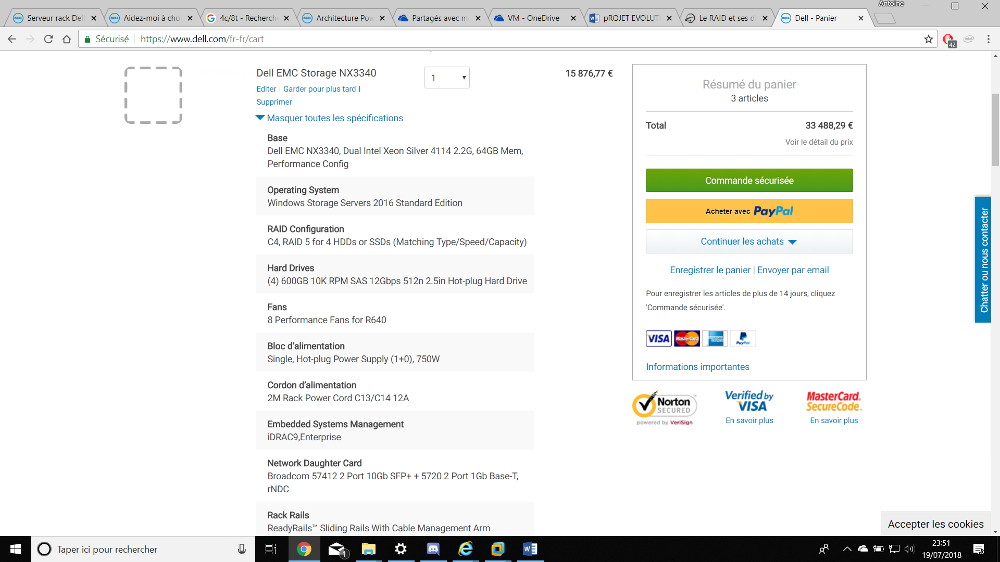 Antoine
Serveur rack Del
Aidez-moi à choi
4c/8t - Recherch
Architecture Pow
Partagés avec m
VM - OneDrive
pROJET EVOLUTI
Le RAID et ses di
Dell - Panier
Sécurisé
https://www.dell.com/fr-fr/cart
42
Dell EMC Storage NX3340
1
15 876,77 €
Editer | Garder pour plus tard |
Supprimer
Masquer toutes les spécifications
Base
Dell EMC NX3340, Dual Intel Xeon Silver 4114 2.2G, 64GB Mem,
Performance Config
Operating System
Windows Storage Servers 2016 Standard Edition
RAID Configuration
C4, RAID 5 for 4 HDDs or SSDs (Matching Type/Speed/Capacity)
Hard Drives
(4) 600GB 10K RPM SAS 12Gbps 512n 2.5in Hot-plug Hard Drive
Fans
8 Performance Fans for R640
Bloc d’alimentation
Single, Hot-plug Power Supply (1+0), 750W
Cordon d’alimentation
2M Rack Power Cord C13/C14 12A
Embedded Systems Management
iDRAC9,Enterprise
Network Daughter Card
Broadcom 57412 2 Port 10Gb SFP+ + 5720 2 Port 1Gb Base-T,
rNDC
Rack Rails
ReadyRails™ Sliding Rails With Cable Management Arm
Résumé du panier
3 articles
Total
33 488,29 €
Voir le détail du prix
Commande sécurisée
Acheter avec PayPal
Continuer les achats
Enregistrer le panier | Envoyer par email
Pour enregistrer les articles de plus de 14 jours, cliquez
'Commande sécurisée'.
VISA
MasterCard
PayPal
Informations importantes
Norton
SECURED
powered by VeriSign
Verified by
VISA
En savoir plus
MasterCard.
SecureCode.
En savoir plus
Chatter ou nous contacter
Accepter les cookies
Taper ici pour rechercher
1
23:51
19/07/2018